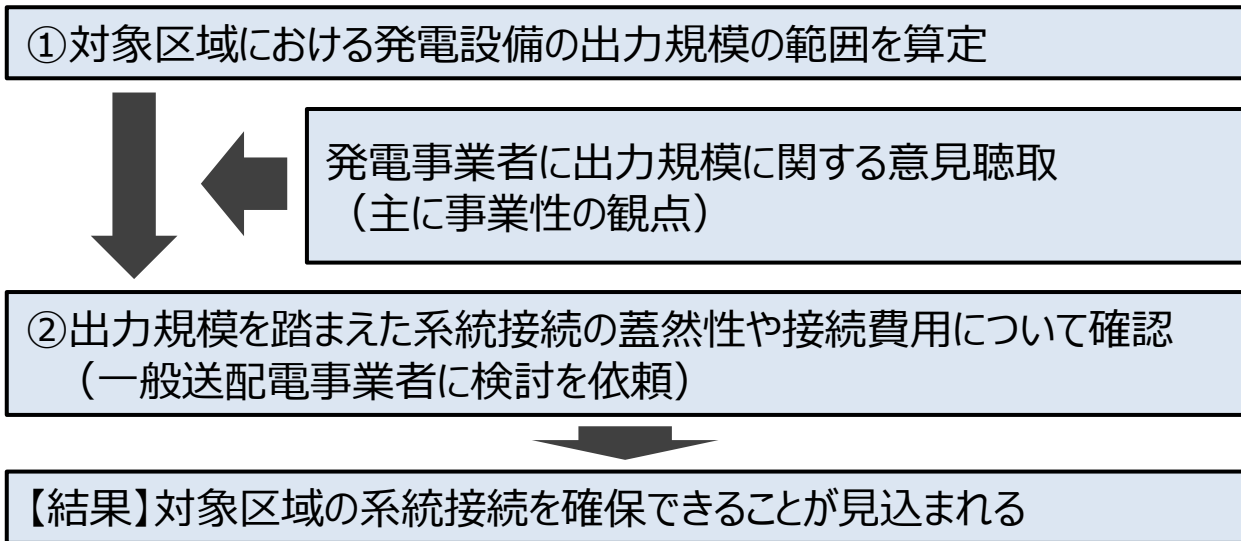 ①対象区域における発電設備の出力規模の範囲を算定
発電事業者に出力規模に関する意見聴取
（主に事業性の観点）
②出力規模を踏まえた系統接続の蓋然性や接続費用について確認
（一般送配電事業者に検討を依頼）
【結果】対象区域の系統接続を確保できることが見込まれる